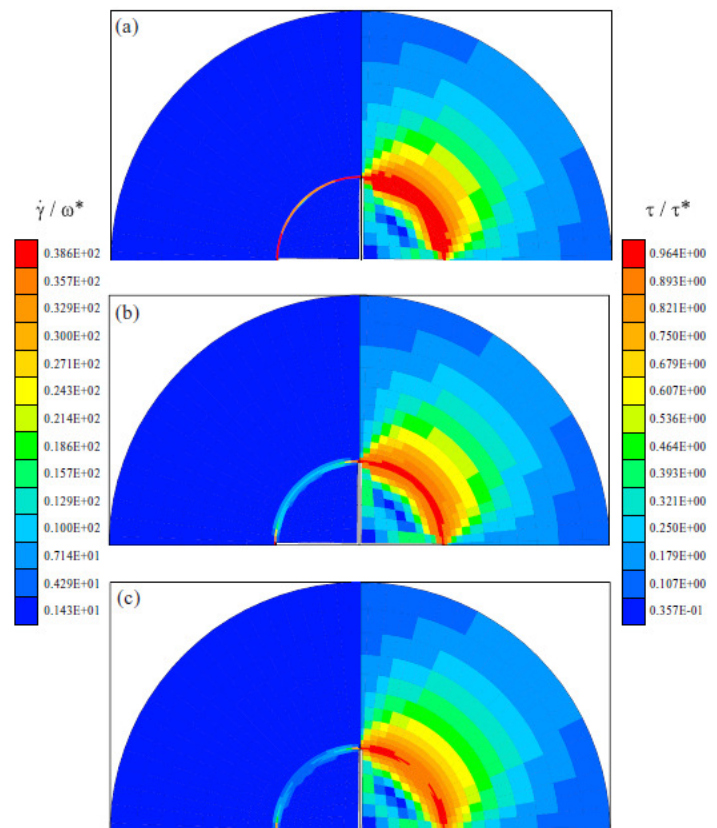 (a)
γ̇ / ω*
0.386E+02
0.357E+02
0.329E+02
0.300E+02
0.271E+02
0.243E+02
0.214E+02
0.186E+02
0.157E+02
0.129E+02
0.100E+02
0.714E+01
0.429E+01
0.143E+01
τ / τ*
0.964E+00
0.893E+00
0.821E+00
0.750E+00
0.679E+00
0.607E+00
0.536E+00
0.464E+00
0.393E+00
0.321E+00
0.250E+00
0.179E+00
0.107E+00
0.357E-01
(b)
(c)